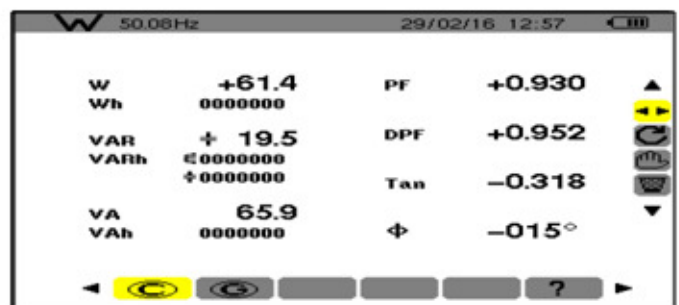 W 50.08Hz 29/02/16 12:57
W +61.4 PF +0.930
Wh 0000000
VAR 19.5 DPF +0.952
VARh 0000000
0000000 Tan -0.318
VA 65.9
VAh 0000000 Φ -015°
C G ?